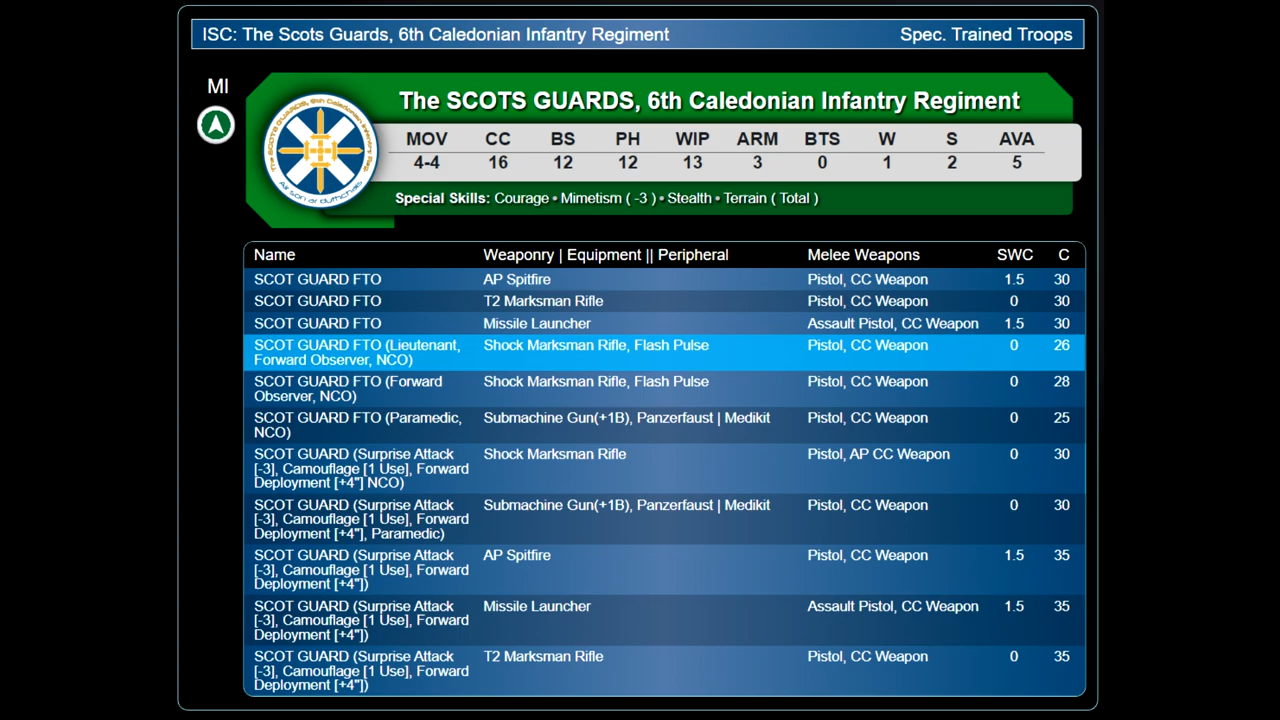 ISC: The Scots Guards, 6th Caledonian Infantry Regiment Spec. Trained Troops
MI
The SCOTS GUARDS, 6th Caledonian Infantry Regiment
The SCOTS GUARDS, 6th Caledonian Infantry Reg.
MOV CC BS PH WIP ARM BTS W S AVA
4-4 16 12 12 13 3 0 1 2 5
Special Skills: Courage • Mimetism ( -3 ) • Stealth • Terrain ( Total )
Name Weaponry | Equipment || Peripheral Melee Weapons SWC C
SCOT GUARD FTO AP Spitfire Pistol, CC Weapon 1.5 30
SCOT GUARD FTO T2 Marksman Rifle Pistol, CC Weapon 0 30
SCOT GUARD FTO Missile Launcher Assault Pistol, CC Weapon 1.5 30
SCOT GUARD FTO (Lieutenant, Shock Marksman Rifle, Flash Pulse Pistol, CC Weapon 0 26
Forward Observer, NCO)
SCOT GUARD FTO (Forward Shock Marksman Rifle, Flash Pulse Pistol, CC Weapon 0 28
Observer, NCO)
SCOT GUARD FTO (Paramedic, Submachine Gun(+1B), Panzerfaust | Medikit Pistol, CC Weapon 0 25
NCO)
SCOT GUARD (Surprise Attack Shock Marksman Rifle Pistol, AP CC Weapon 0 30
[-3], Camouflage [1 Use], Forward
Deployment [+4"] NCO)
SCOT GUARD (Surprise Attack Submachine Gun(+1B), Panzerfaust | Medikit Pistol, CC Weapon 0 30
[-3], Camouflage [1 Use], Forward
Deployment [+4"], Paramedic)
SCOT GUARD (Surprise Attack AP Spitfire Pistol, CC Weapon 1.5 35
[-3], Camouflage [1 Use], Forward
Deployment [+4"])
SCOT GUARD (Surprise Attack Missile Launcher Assault Pistol, CC Weapon 1.5 35
[-3], Camouflage [1 Use], Forward
Deployment [+4"])
SCOT GUARD (Surprise Attack T2 Marksman Rifle Pistol, CC Weapon 0 35
[-3], Camouflage [1 Use], Forward
Deployment [+4"])